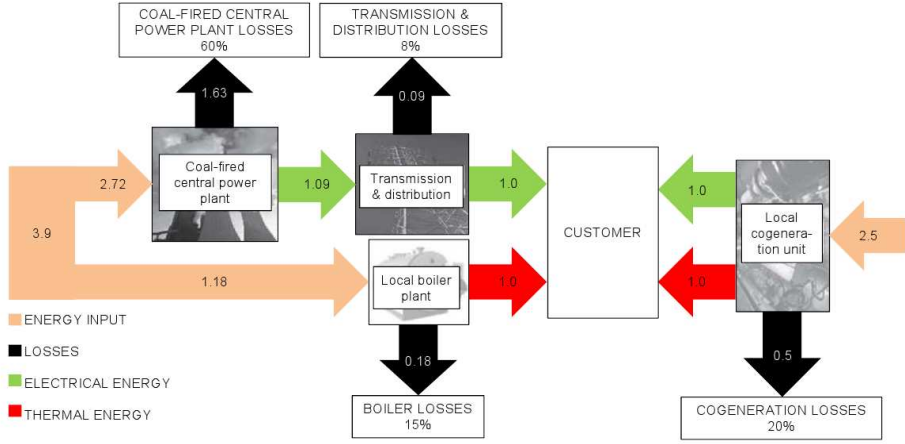 COAL-FIRED CENTRAL
POWER PLANT LOSSES
60%
TRANSMISSION &
DISTRIBUTION LOSSES
8%
1.63
0.09
2.72
Coal-fired
central power
plant
1.09
Transmission
& distribution
1.0
CUSTOMER
1.0
Local
cogenera-
tion unit
2.5
3.9
1.18
Local boiler
plant
1.0
1.0
ENERGY INPUT
LOSSES
ELECTRICAL ENERGY
THERMAL ENERGY
0.18
0.5
BOILER LOSSES
15%
COGENERATION LOSSES
20%